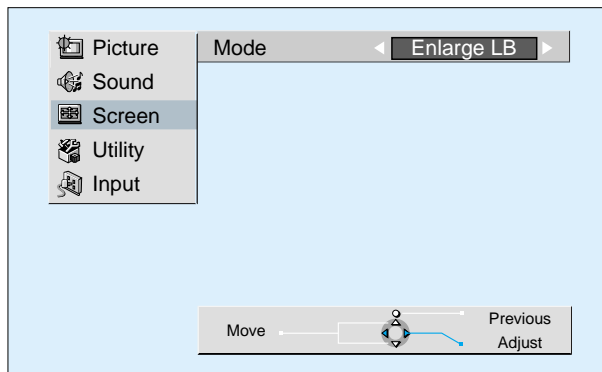 Picture
Sound
Screen
Utility
Input
Mode
Enlarge LB
Move
Previous
Adjust